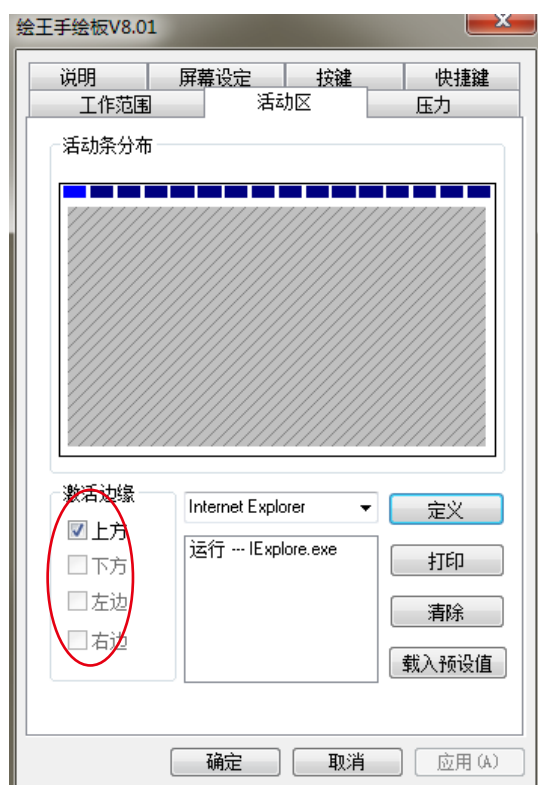 绘王手绘板V8.01
X
说明 屏幕设定 按键 快捷键
工作范围 活动区 压力
活动条分布
激活边缘
上方
下方
左边
右边
Internet Explorer
运行 --- IExplore.exe
定义
打印
清除
载入预设值
确定 取消 应用(A)